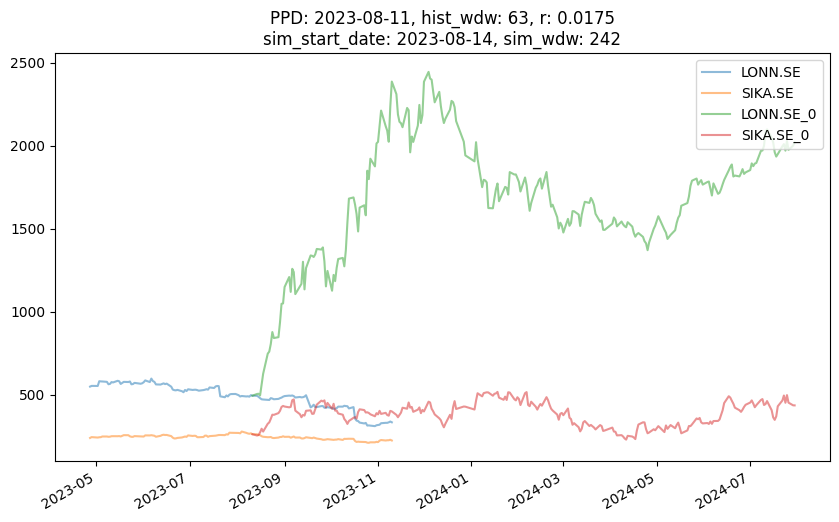 PPD: 2023-08-11, hist_wdw: 63, r: 0.0175
sim_start_date: 2023-08-14, sim_wdw: 242
LONN.SE
SIKA.SE
LONN.SE_0
SIKA.SE_0
2500
2000
1500
1000
500
2023-05
2023-07
2023-09
2023-11
2024-01
2024-03
2024-05
2024-07